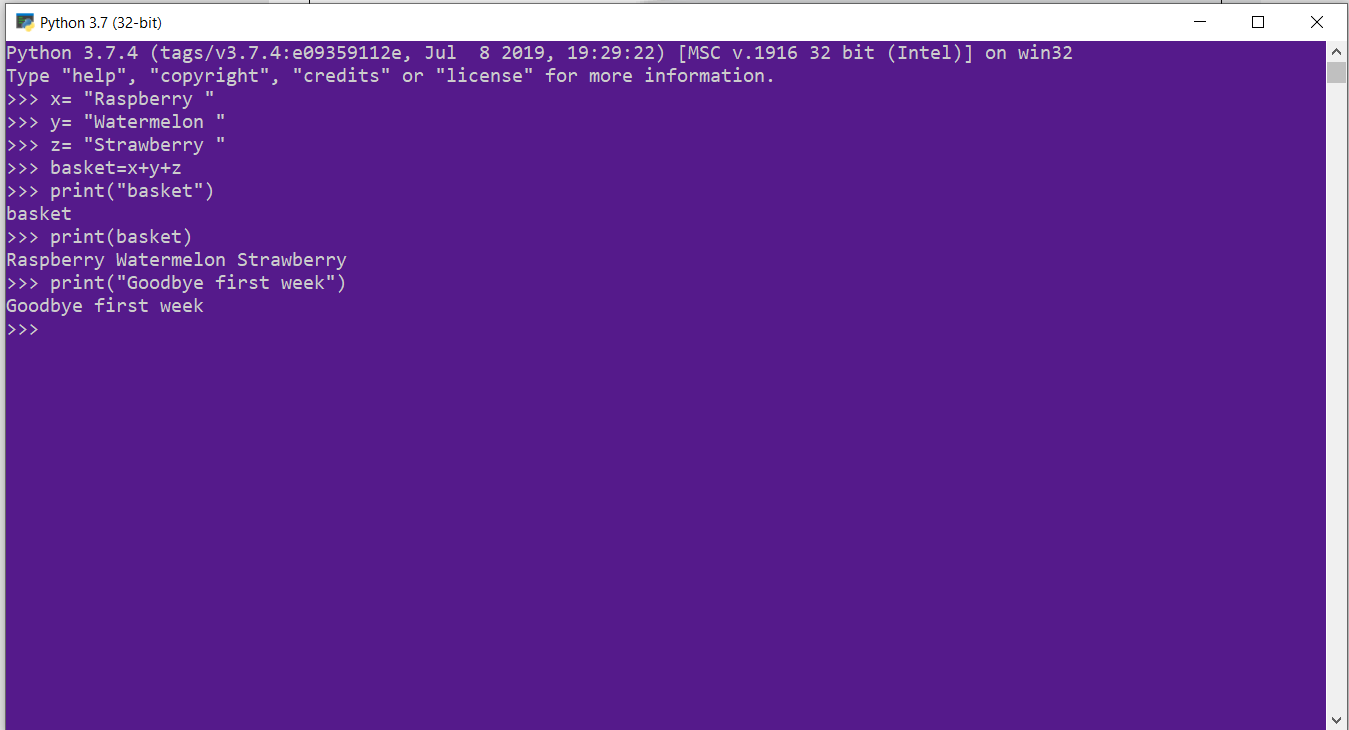 Python 3.7 (32-bit)
Python 3.7.4 (tags/v3.7.4:e09359112e, Jul  8 2019, 19:29:22) [MSC v.1916 32 bit (Intel)] on win32
Type "help", "copyright", "credits" or "license" for more information.
>>> x= "Raspberry "
>>> y= "Watermelon "
>>> z= "Strawberry "
>>> basket=x+y+z
>>> print("basket")
basket
>>> print(basket)
Raspberry Watermelon Strawberry
>>> print("Goodbye first week")
Goodbye first week
>>>